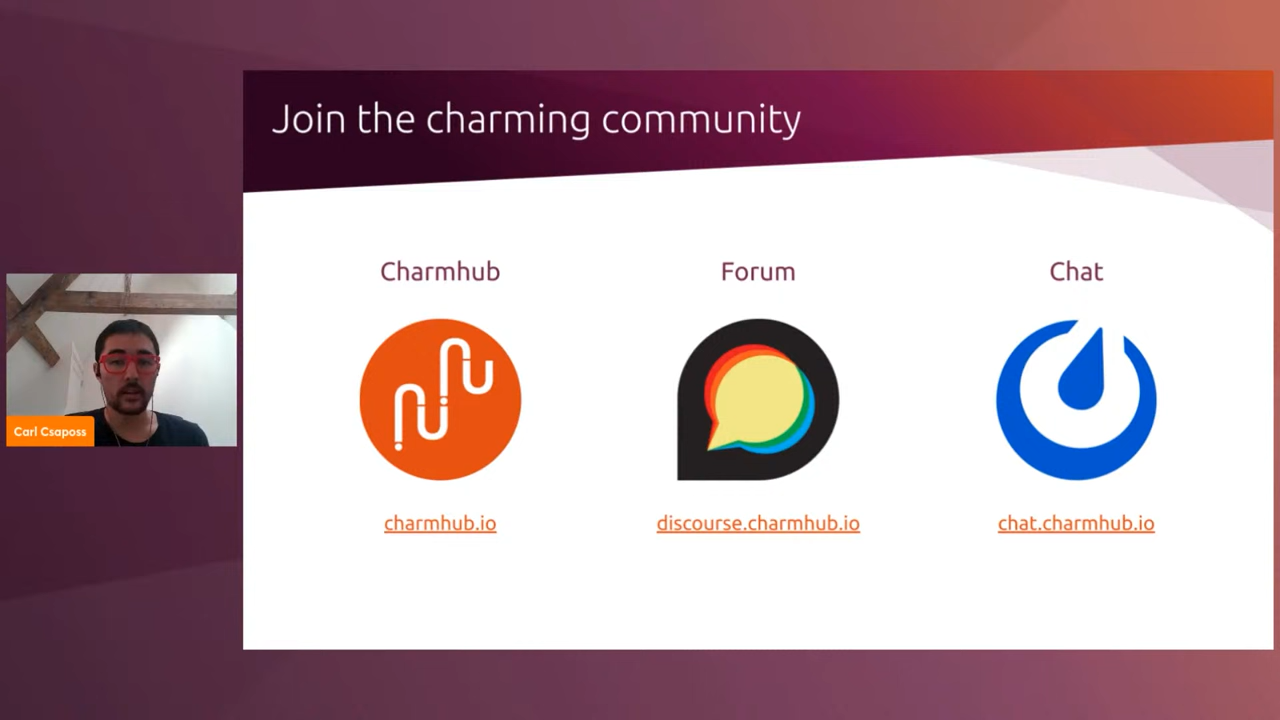 Join the charming community
Charmhub
Forum
Chat
Carl Csaposs
charmhub.io
discourse.charmhub.io
chat.charmhub.io